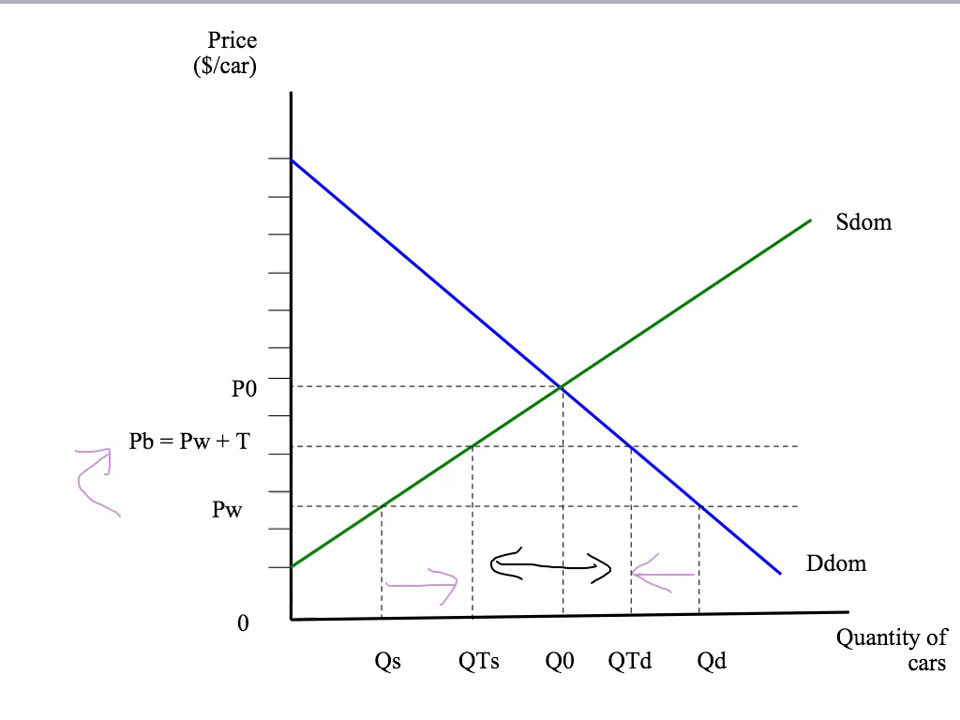 Price
($/car)
Sdom
P0
Pb = Pw + T
Pw
Ddom
0
Quantity of
cars
Qs QTs Q0 QTd Qd